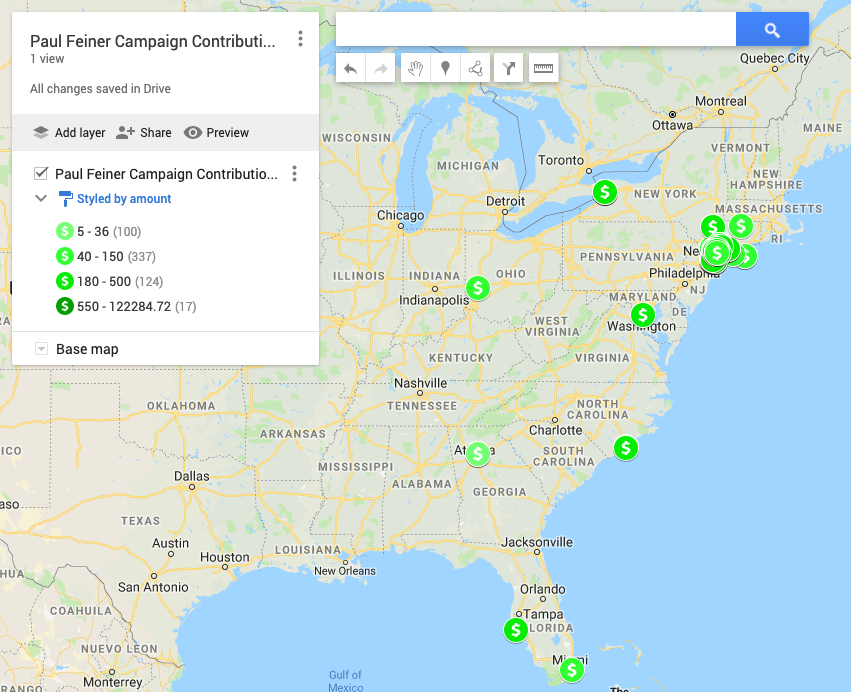 Paul Feiner Campaign Contributi...
1 view
All changes saved in Drive
Add layer Share Preview
Paul Feiner Campaign Contributio...
Styled by amount
5 - 36 (100)
40 - 150 (337)
180 - 500 (124)
550 - 122284.72 (17)
Base map
Quebec City
Montreal
Ottawa
MAINE
WISCONSIN
VERMONT
Toronto
MICHIGAN
NEW HAMPSHIRE
NEW YORK
Detroit
MASSACHUSETTS
Chicago
RI
PENNSYLVANIA
ILLINOIS
INDIANA
OHIO
Philadelphia
NJ
Indianapolis
MARYLAND
DE
WEST VIRGINIA
Washington
KENTUCKY
VIRGINIA
Nashville
OKLAHOMA
TENNESSEE
NORTH CAROLINA
Charlotte
ARKANSAS
SOUTH CAROLINA
MISSISSIPPI
Dallas
ALABAMA
GEORGIA
TEXAS
Austin
Jacksonville
LOUISIANA
Houston
New Orleans
San Antonio
Orlando
COAHUILA
Tampa
NUEVO LEON
Gulf of
Mexico
Monterrey
The